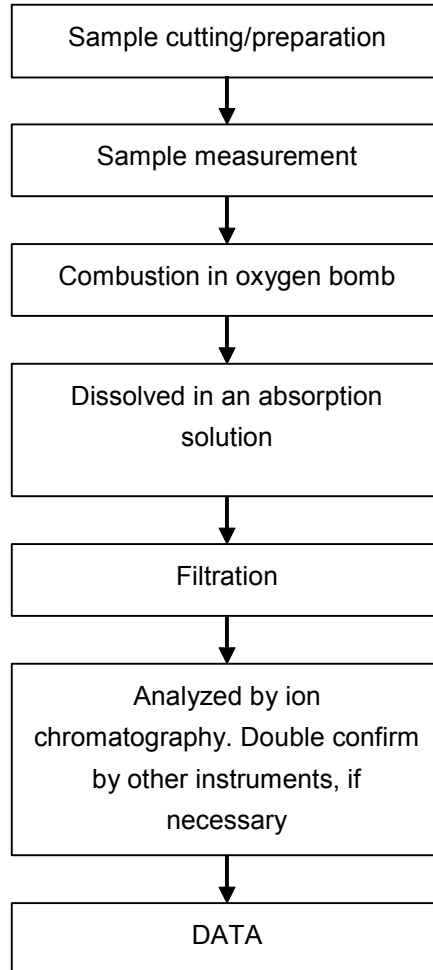 Sample cutting/preparation
Sample measurement
Combustion in oxygen bomb
Dissolved in an absorption
solution
Filtration
Analyzed by ion
chromatography. Double confirm
by other instruments, if
necessary
DATA